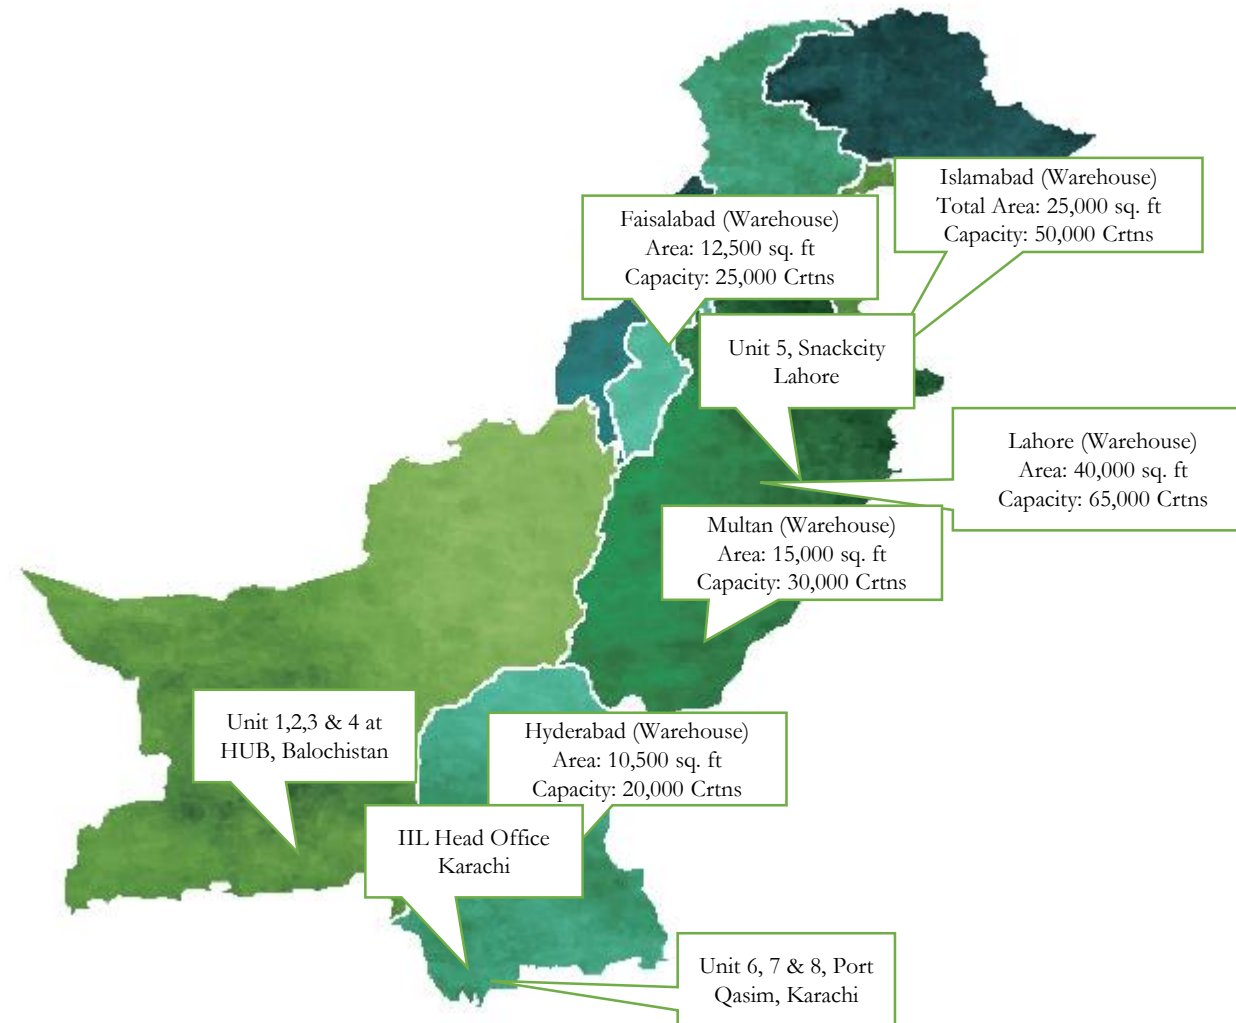 Islamabad (Warehouse)
Total Area: 25,000 sq. ft
Capacity: 50,000 Crtns
Faisalabad (Warehouse)
Area: 12,500 sq. ft
Capacity: 25,000 Crtns
Unit 5, Snackcity
Lahore
Lahore (Warehouse)
Area: 40,000 sq. ft
Capacity: 65,000 Crtns
Multan (Warehouse)
Area: 15,000 sq. ft
Capacity: 30,000 Crtns
Unit 1,2,3 & 4 at
HUB, Balochistan
Hyderabad (Warehouse)
Area: 10,500 sq. ft
Capacity: 20,000 Crtns
IIL Head Office
Karachi
Unit 6, 7 & 8, Port
Qasim, Karachi